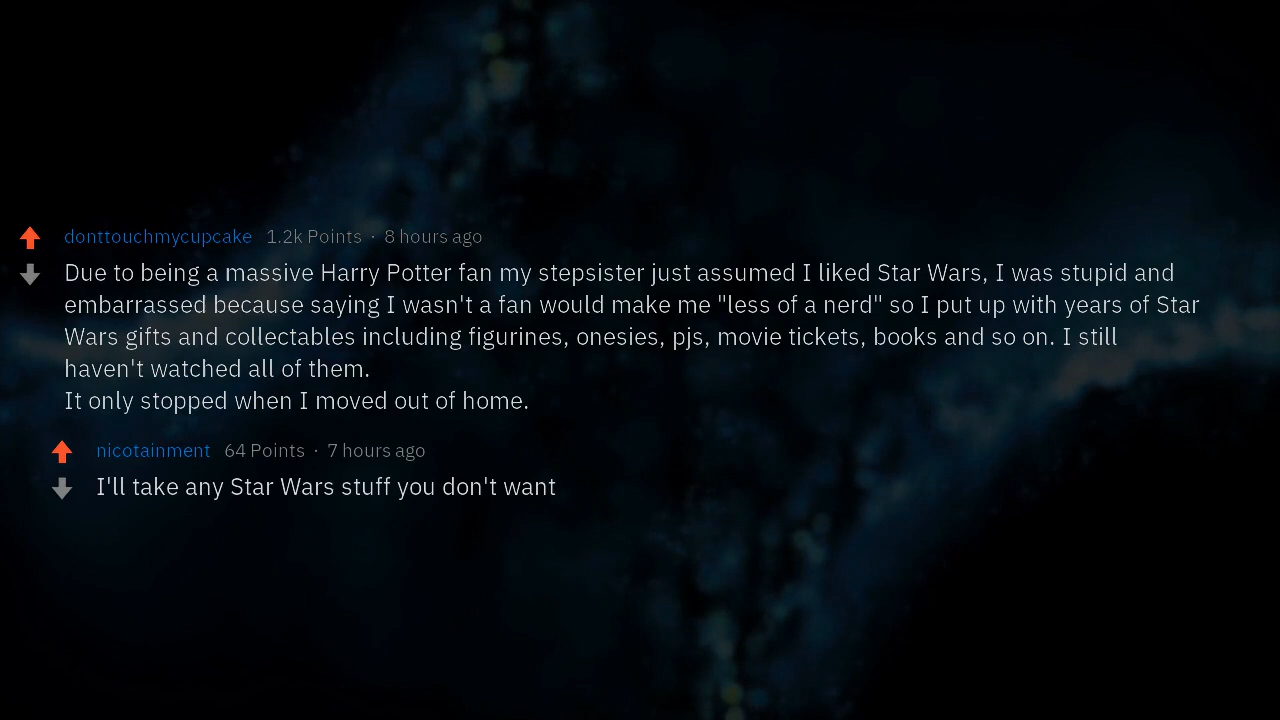 donttouchmycupcake 1.2k Points · 8 hours ago
Due to being a massive Harry Potter fan my stepsister just assumed I liked Star Wars, I was stupid and
embarrassed because saying I wasn't a fan would make me "less of a nerd" so I put up with years of Star
Wars gifts and collectables including figurines, onesies, pjs, movie tickets, books and so on. I still
haven't watched all of them.
It only stopped when I moved out of home.
nicotainment 64 Points · 7 hours ago
I'll take any Star Wars stuff you don't want